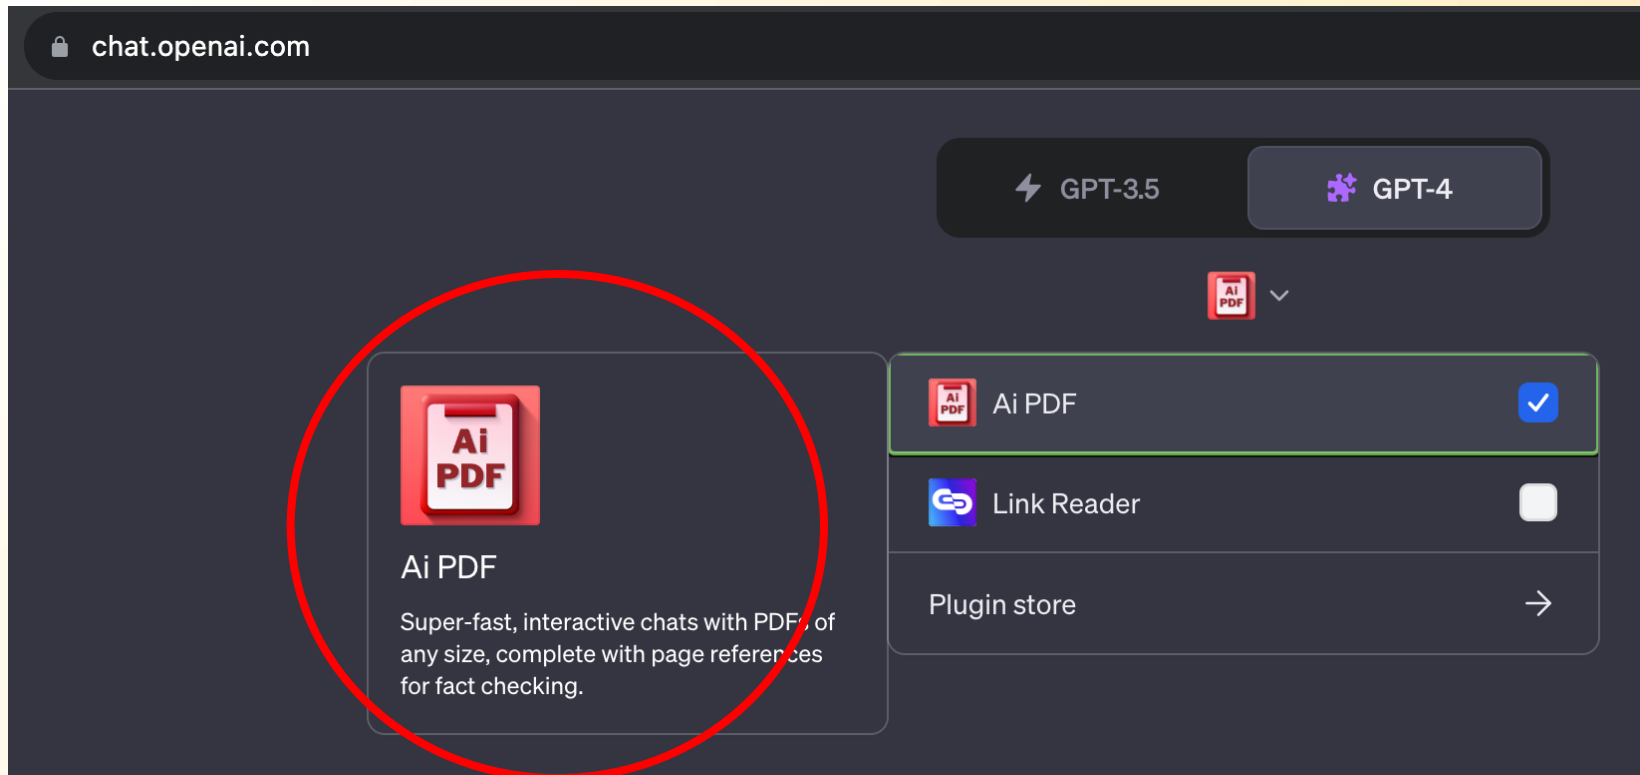 chat.openai.com
GPT-3.5
GPT-4
Ai
PDF
Ai
PDF
Ai PDF
Super-fast, interactive chats with PDFs of
any size, complete with page references
for fact checking.
Ai
PDF
Ai PDF
Link Reader
Plugin store